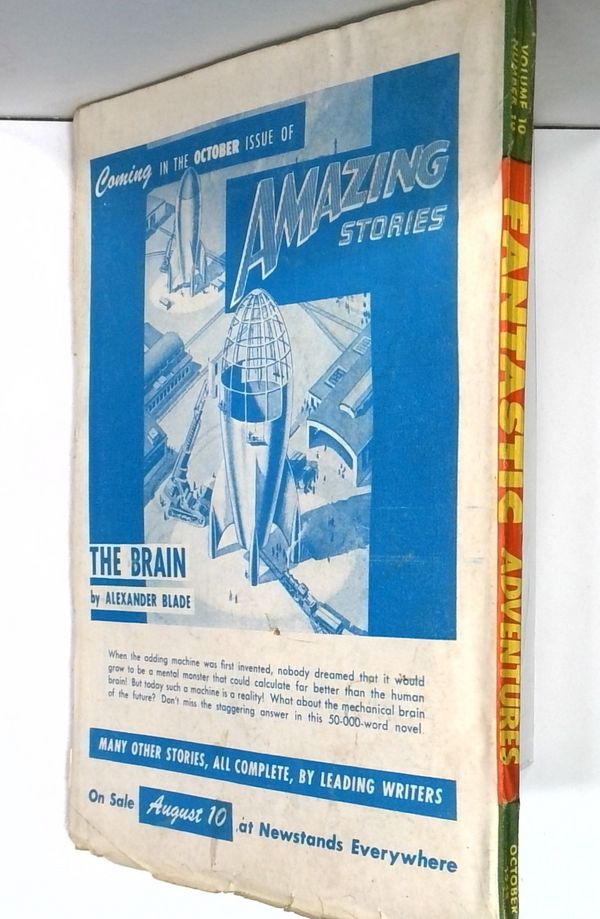 Coming IN THE OCTOBER ISSUE OF
AMAZING
STORIES
THE BRAIN
by ALEXANDER BLADE
When the adding machine was first invented, nobody dreamed that it would
grow to be a mental monster that could calculate far better than the human
brain! But today such a machine is a reality! What about the mechanical brain
of the future? Don't miss the staggering answer in this 50-000-word novel.
MANY OTHER STORIES, ALL COMPLETE, BY LEADING WRITERS
On Sale August 10 at Newstands Everywhere
VOLUME 10
NUMBER 10
FANTASTIC ADVENTURES
OCTOBER